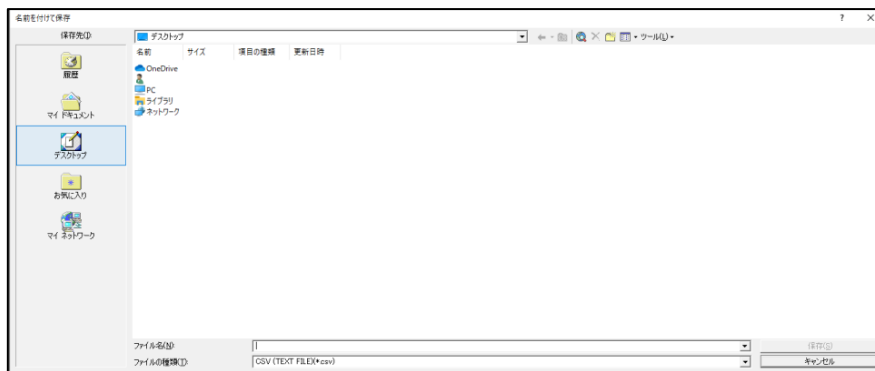 名前を付けて保存
保存先(I)
デスクトップ
ツール(L)
名前 サイズ 項目の種類 更新日時
OneDrive
PC
ライブラリ
ネットワーク
履歴
マイ ドキュメント
デスクトップ
お気に入り
マイ ネットワーク
ファイル名(N):
保存(S)
ファイルの種類(T):
CSV (TEXT FILE)(*.csv)
キャンセル